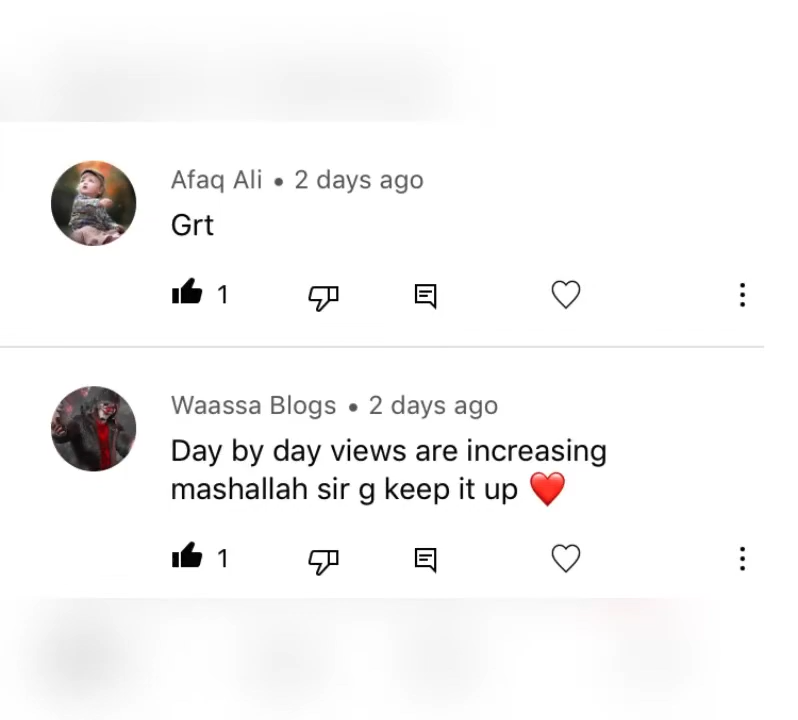 Afaq Ali • 2 days ago
Grt
1
Waassa Blogs • 2 days ago
Day by day views are increasing
mashallah sir g keep it up ❤️
1